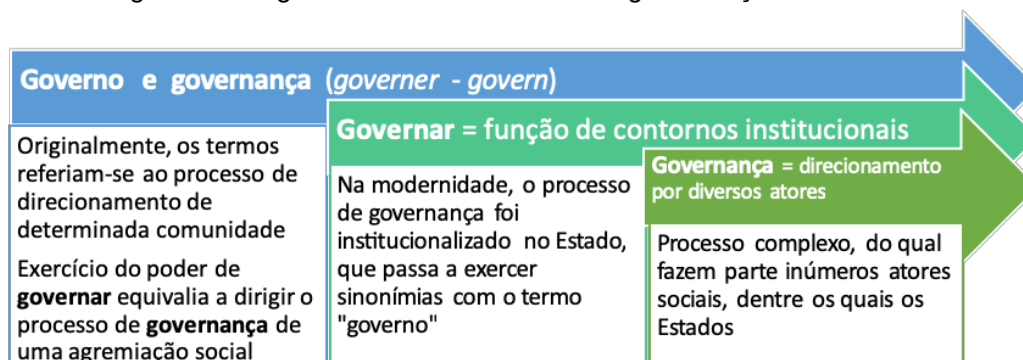 Governo e governança (governer - govern)
Originalmente, os termos
referiam-se ao processo de
direcionamento de
determinada comunidade
Exercício do poder de
governar equivalia a dirigir o
processo de governança de
uma agremiação social
Governar = função de contornos institucionais
Na modernidade, o processo
de governança foi
institucionalizado no Estado,
que passa a exercer
sinonímias com o termo
"governo"
Governança = direcionamento
por diversos atores
Processo complexo, do qual
fazem parte inúmeros atores
sociais, dentre os quais os
Estados